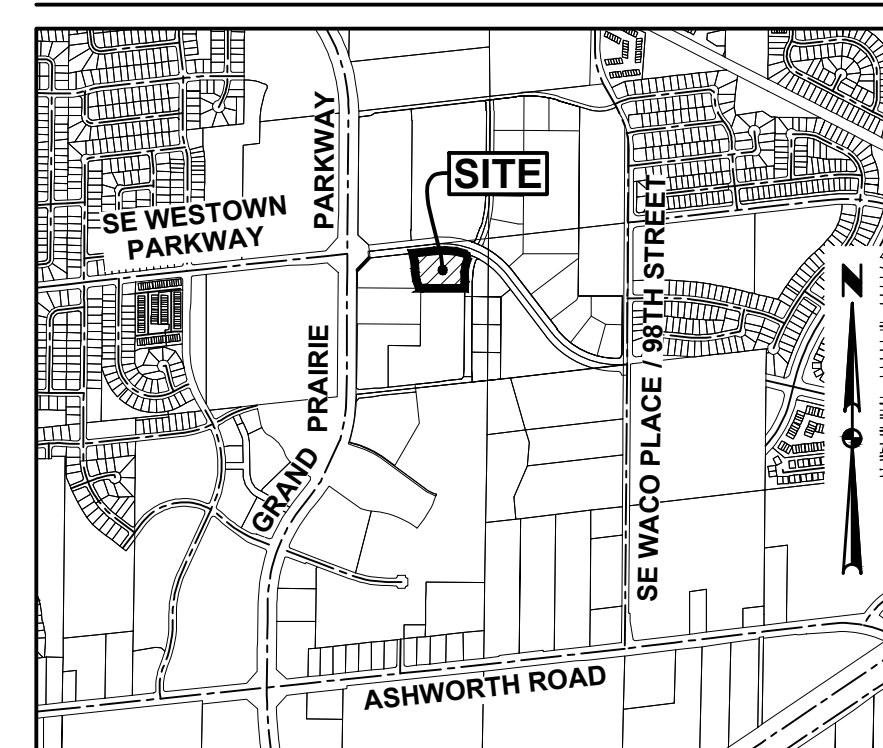 SITE
SE WESTOWN
PARKWAY
GRAND PRAIRIE PARKWAY
SE WACO PLACE / 98TH STREET
ASHWORTH ROAD
N